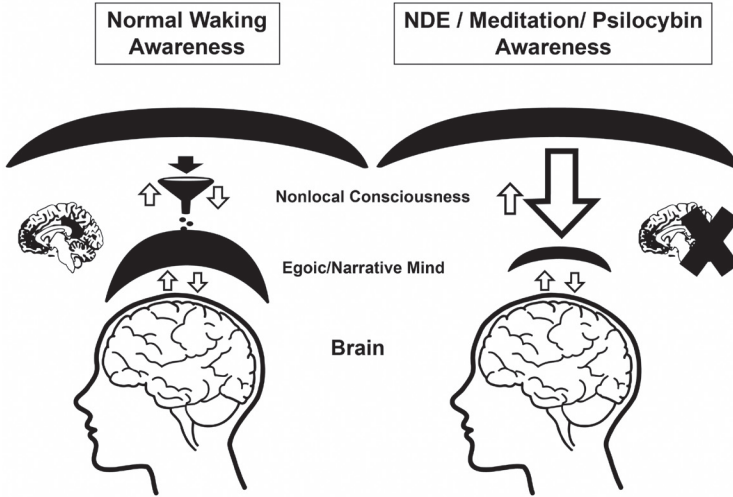 Normal Waking
Awareness
NDE / Meditation/ Psilocybin
Awareness
Nonlocal Consciousness
Egoic/Narrative Mind
Brain